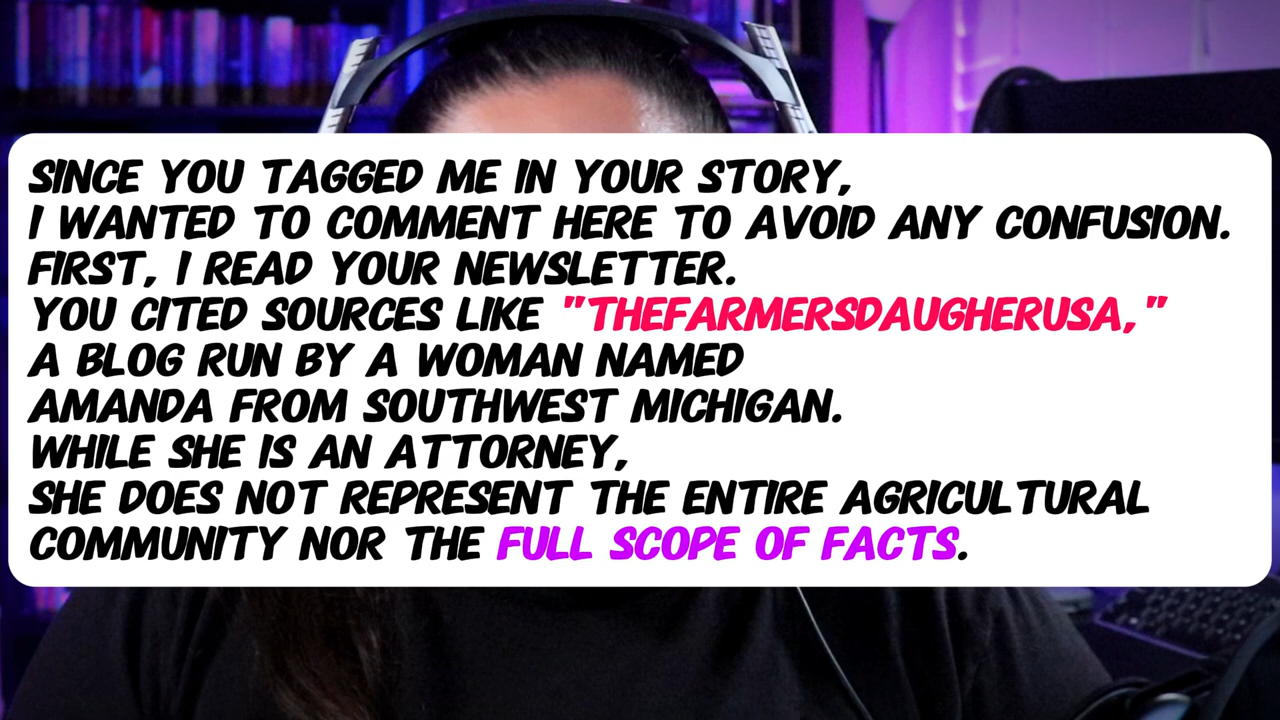 SINCE YOU TAGGED ME IN YOUR STORY,
I WANTED TO COMMENT HERE TO AVOID ANY CONFUSION.
FIRST, I READ YOUR NEWSLETTER.
YOU CITED SOURCES LIKE "THEFARMERSDAUGHERUSA,"
A BLOG RUN BY A WOMAN NAMED
AMANDA FROM SOUTHWEST MICHIGAN.
WHILE SHE IS AN ATTORNEY,
SHE DOES NOT REPRESENT THE ENTIRE AGRICULTURAL
COMMUNITY NOR THE FULL SCOPE OF FACTS.